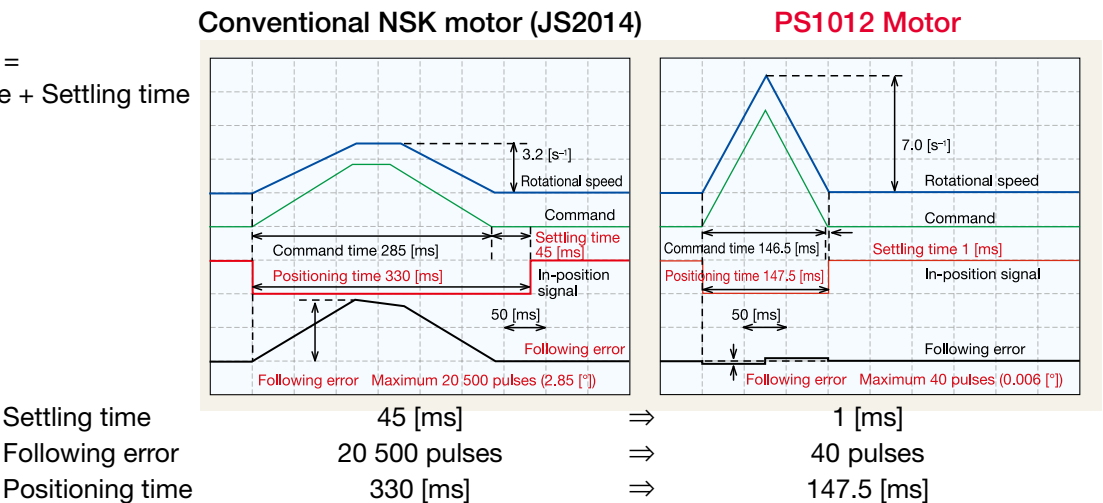 Conventional NSK motor (JS2014)
PS1012 Motor
=
e + Settling time
3.2 [s⁻¹]
Rotational speed
Command
Command time 285 [ms]
Settling time
45 [ms]
Positioning time 330 [ms]
In-position
signal
50 [ms]
Following error
Following error Maximum 20 500 pulses (2.85 [°])
7.0 [s⁻¹]
Rotational speed
Command
Command time 146.5 [ms]
Settling time 1 [ms]
Positioning time 147.5 [ms]
In-position signal
50 [ms]
Following error
Following error Maximum 40 pulses (0.006 [°])
Settling time 45 [ms] ⇒ 1 [ms]
Following error 20 500 pulses ⇒ 40 pulses
Positioning time 330 [ms] ⇒ 147.5 [ms]